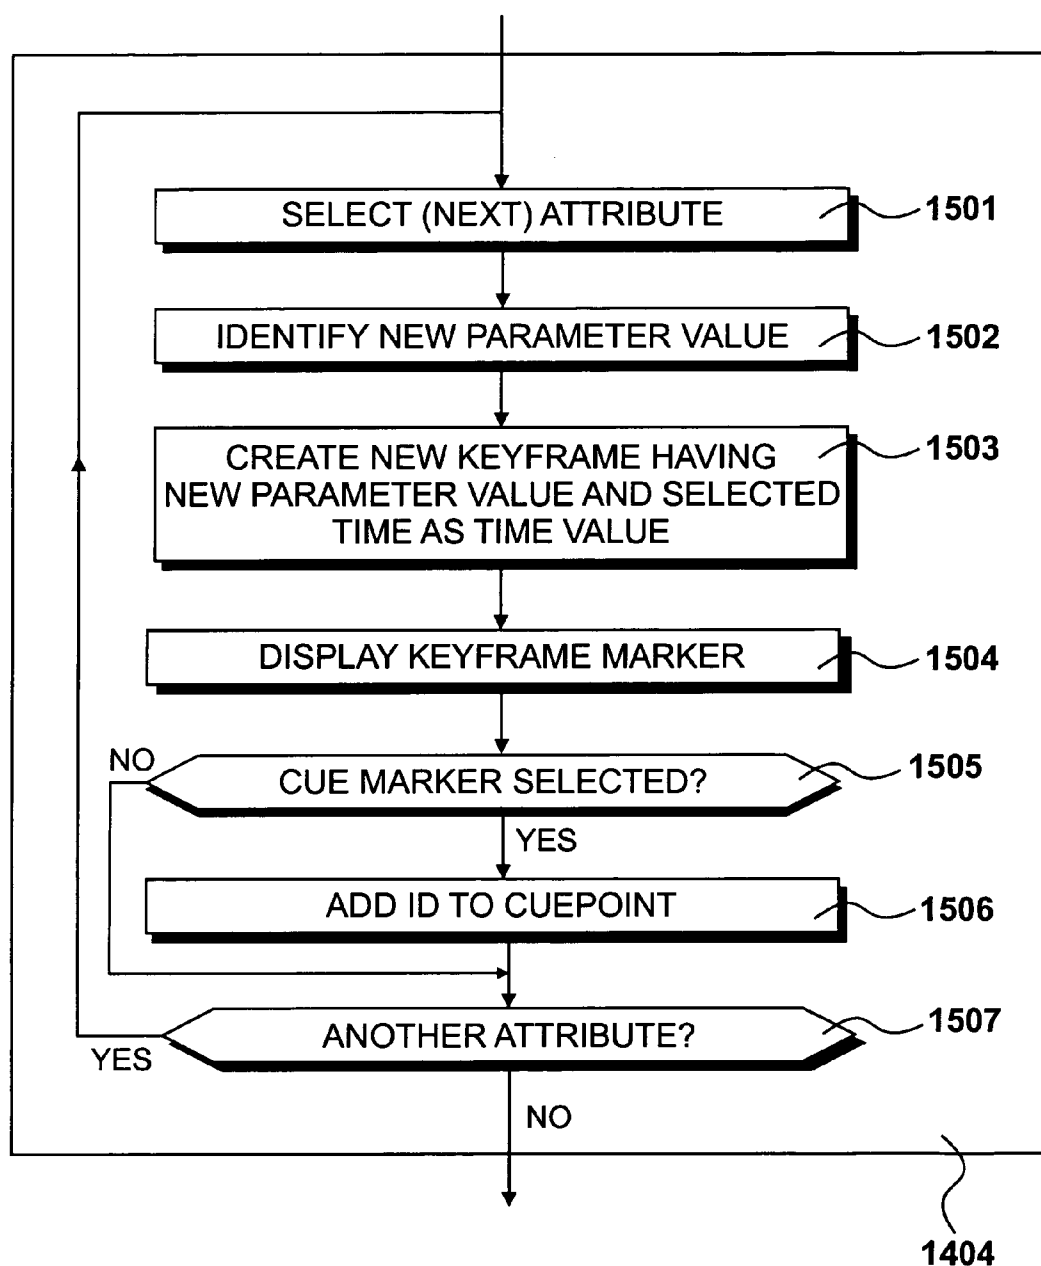 SELECT (NEXT) ATTRIBUTE
1501
IDENTIFY NEW PARAMETER VALUE
1502
CREATE NEW KEYFRAME HAVING
NEW PARAMETER VALUE AND SELECTED
TIME AS TIME VALUE
1503
DISPLAY KEYFRAME MARKER
1504
NO
CUE MARKER SELECTED?
1505
YES
ADD ID TO CUEPOINT
1506
ANOTHER ATTRIBUTE?
1507
YES
NO
1404